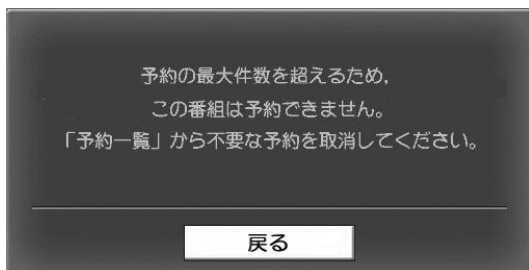 予約の最大件数を超えるため,
この番組は予約できません。
「予約一覧」から不要な予約を取消してください。
戻る